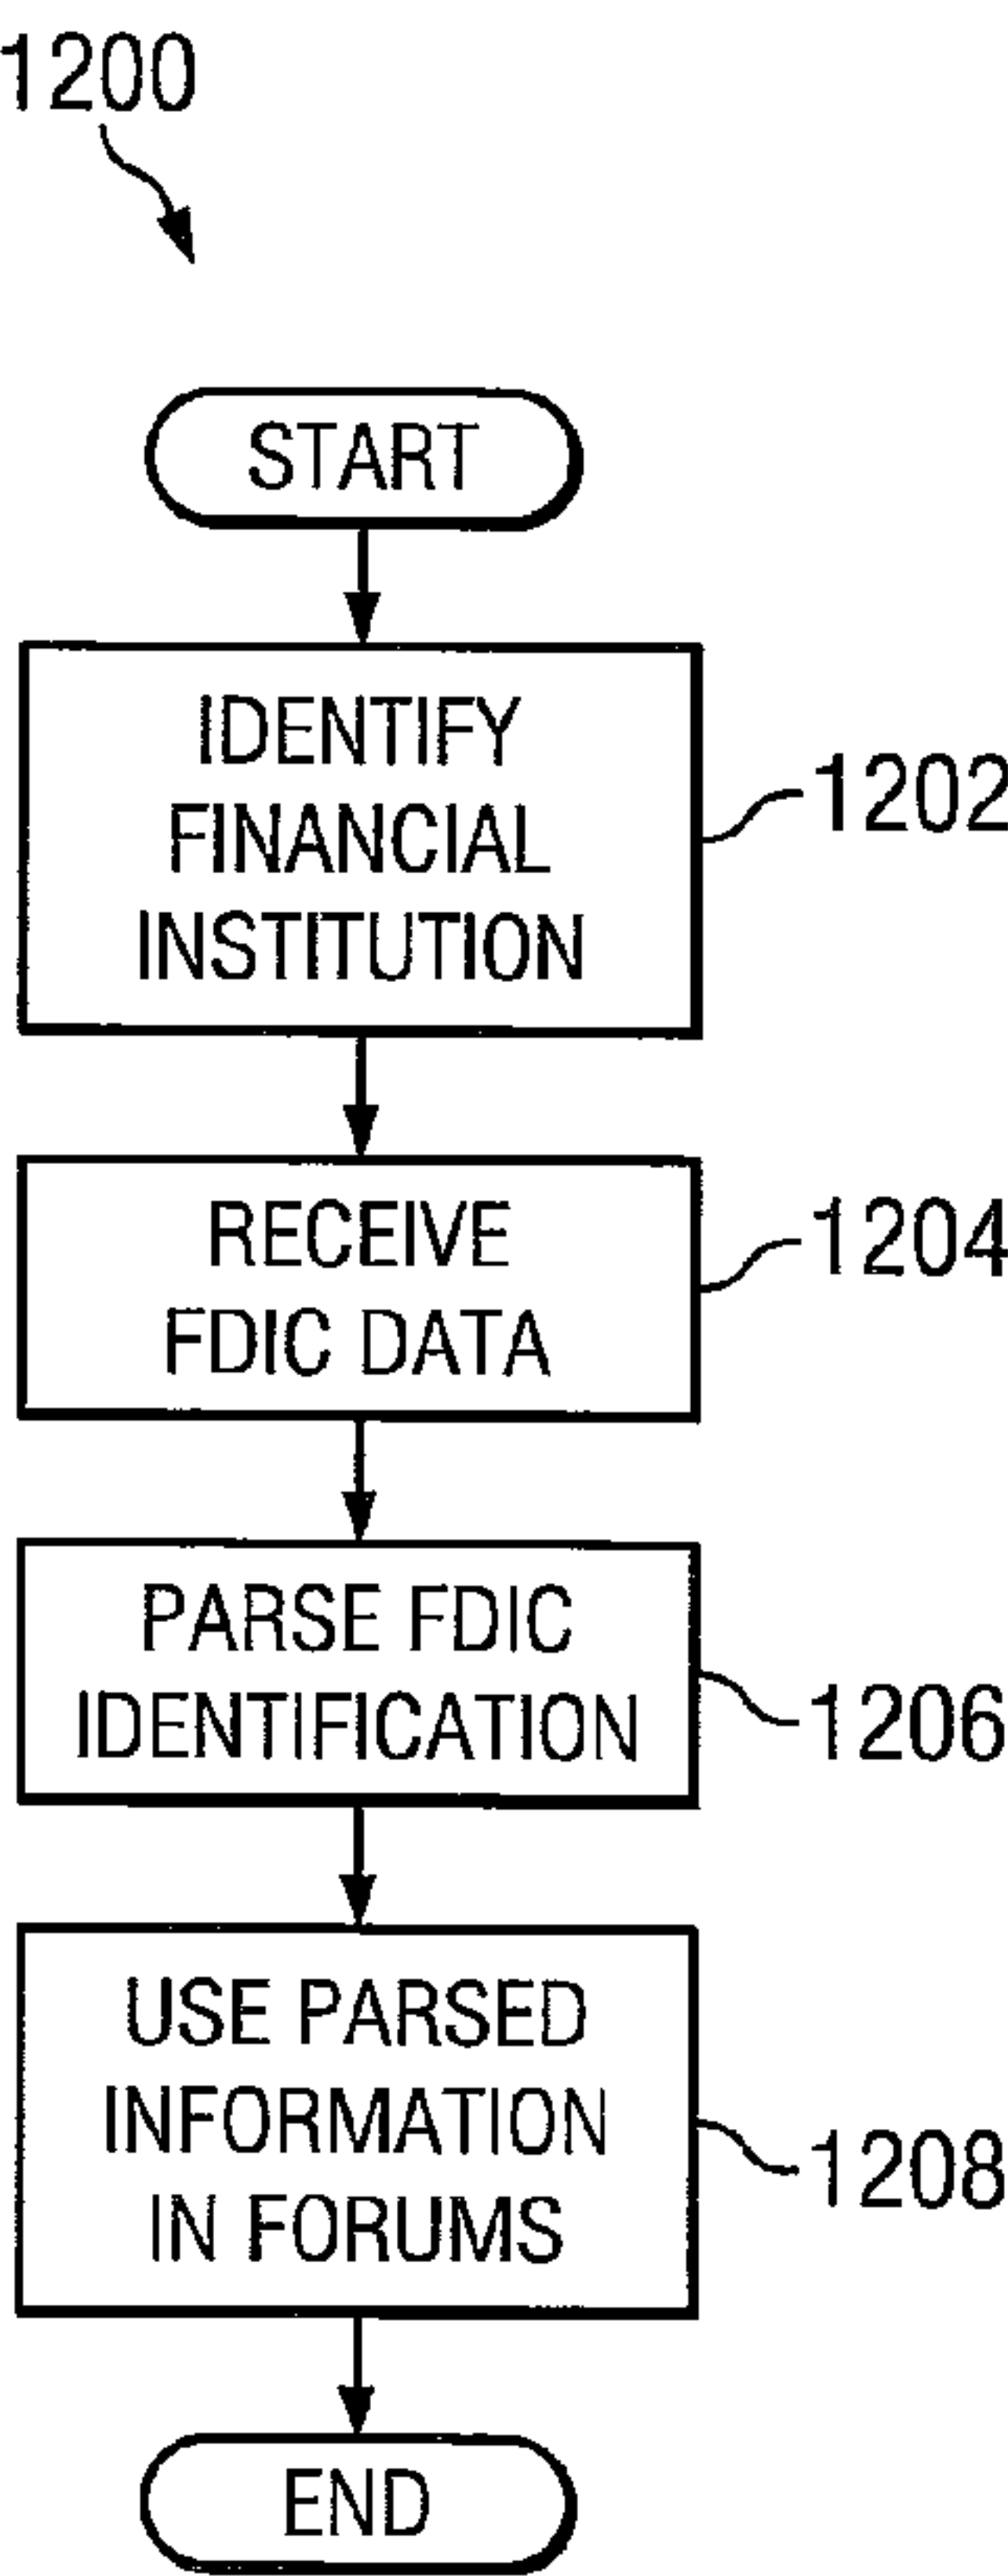 1200
START
IDENTIFY
FINANCIAL
INSTITUTION
1202
RECEIVE
FDIC DATA
1204
PARSE FDIC
IDENTIFICATION
1206
USE PARSED
INFORMATION
IN FORUMS
1208
END